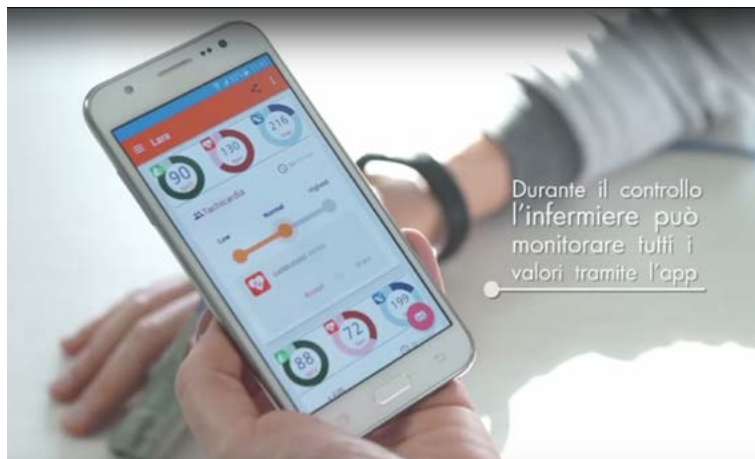 Lara
90
130
216
Tachicardia
Low
Normal
Highest
88
72
199
Durante il controllo
l'infermiere può
monitorare tutti i
valori tramite l'app